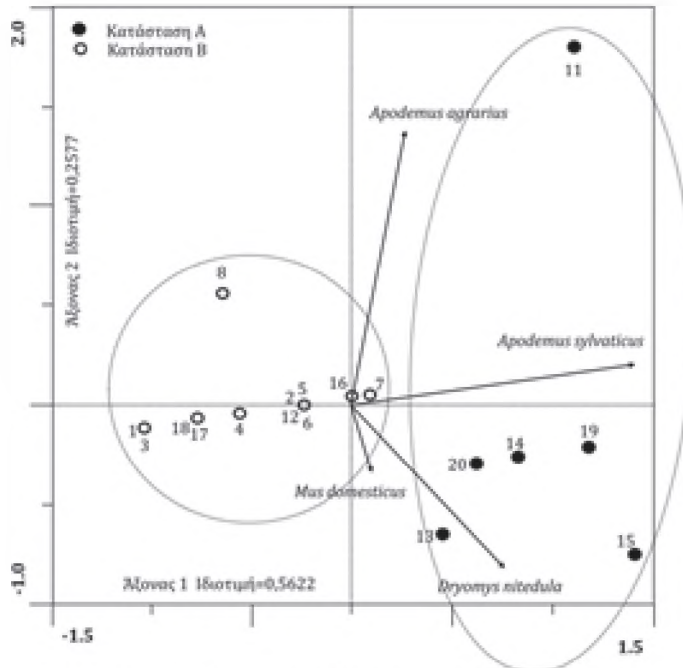 2.0
Κατάσταση Α
Κατάσταση Β
11
Apodemus agrarius
Άξονας 2 Ιδιοτιμή=0,2577
8
Apodemus sylvaticus
5
2
16
7
12
6
1
3
18
17
4
19
14
20
Mus domesticus
13
15
Άξονας 1 Ιδιοτιμή=0,5622
Dryomys nitedula
-1.0
-1.5
1.5